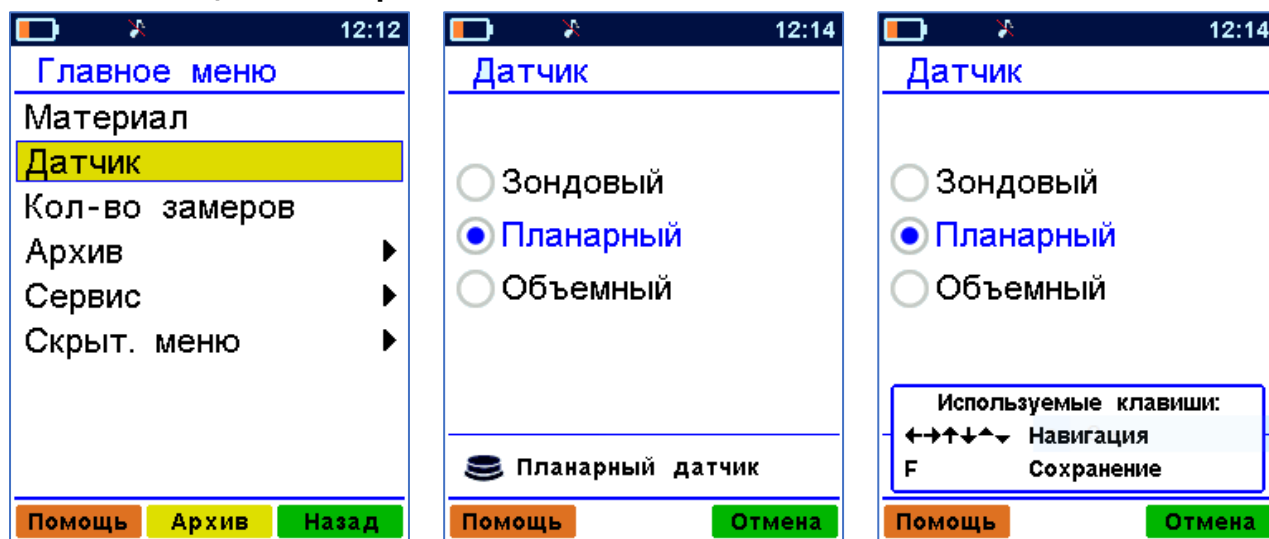 12:12
Главное меню
Материал
Датчик
Кол-во замеров
Архив
Сервис
Скрыт. меню
Помощь Архив Назад
12:14
Датчик
Зондовый
Планарный
Объемный
Планарный датчик
Помощь Отмена
12:14
Датчик
Зондовый
Планарный
Объемный
Используемые клавиши:
←→↑↓ Навигация
F Сохранение
Помощь Отмена